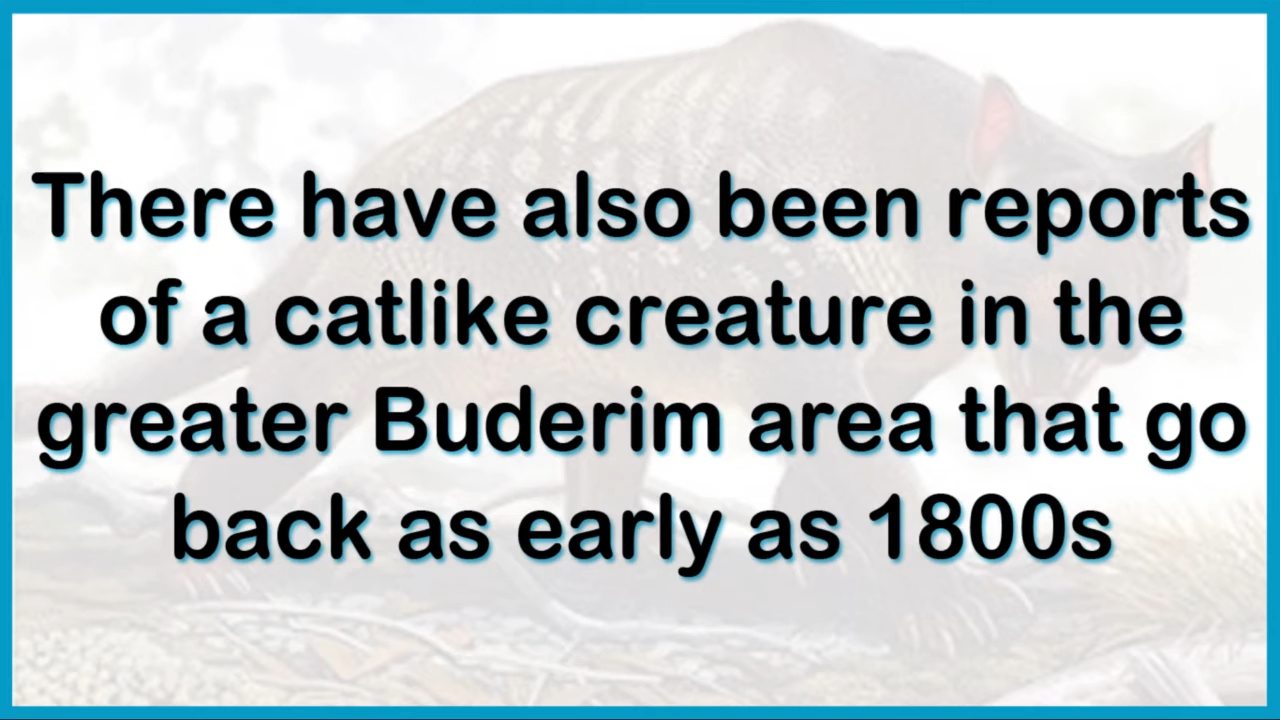 There have also been reports
of a catlike creature in the
greater Buderim area that go
back as early as 1800s